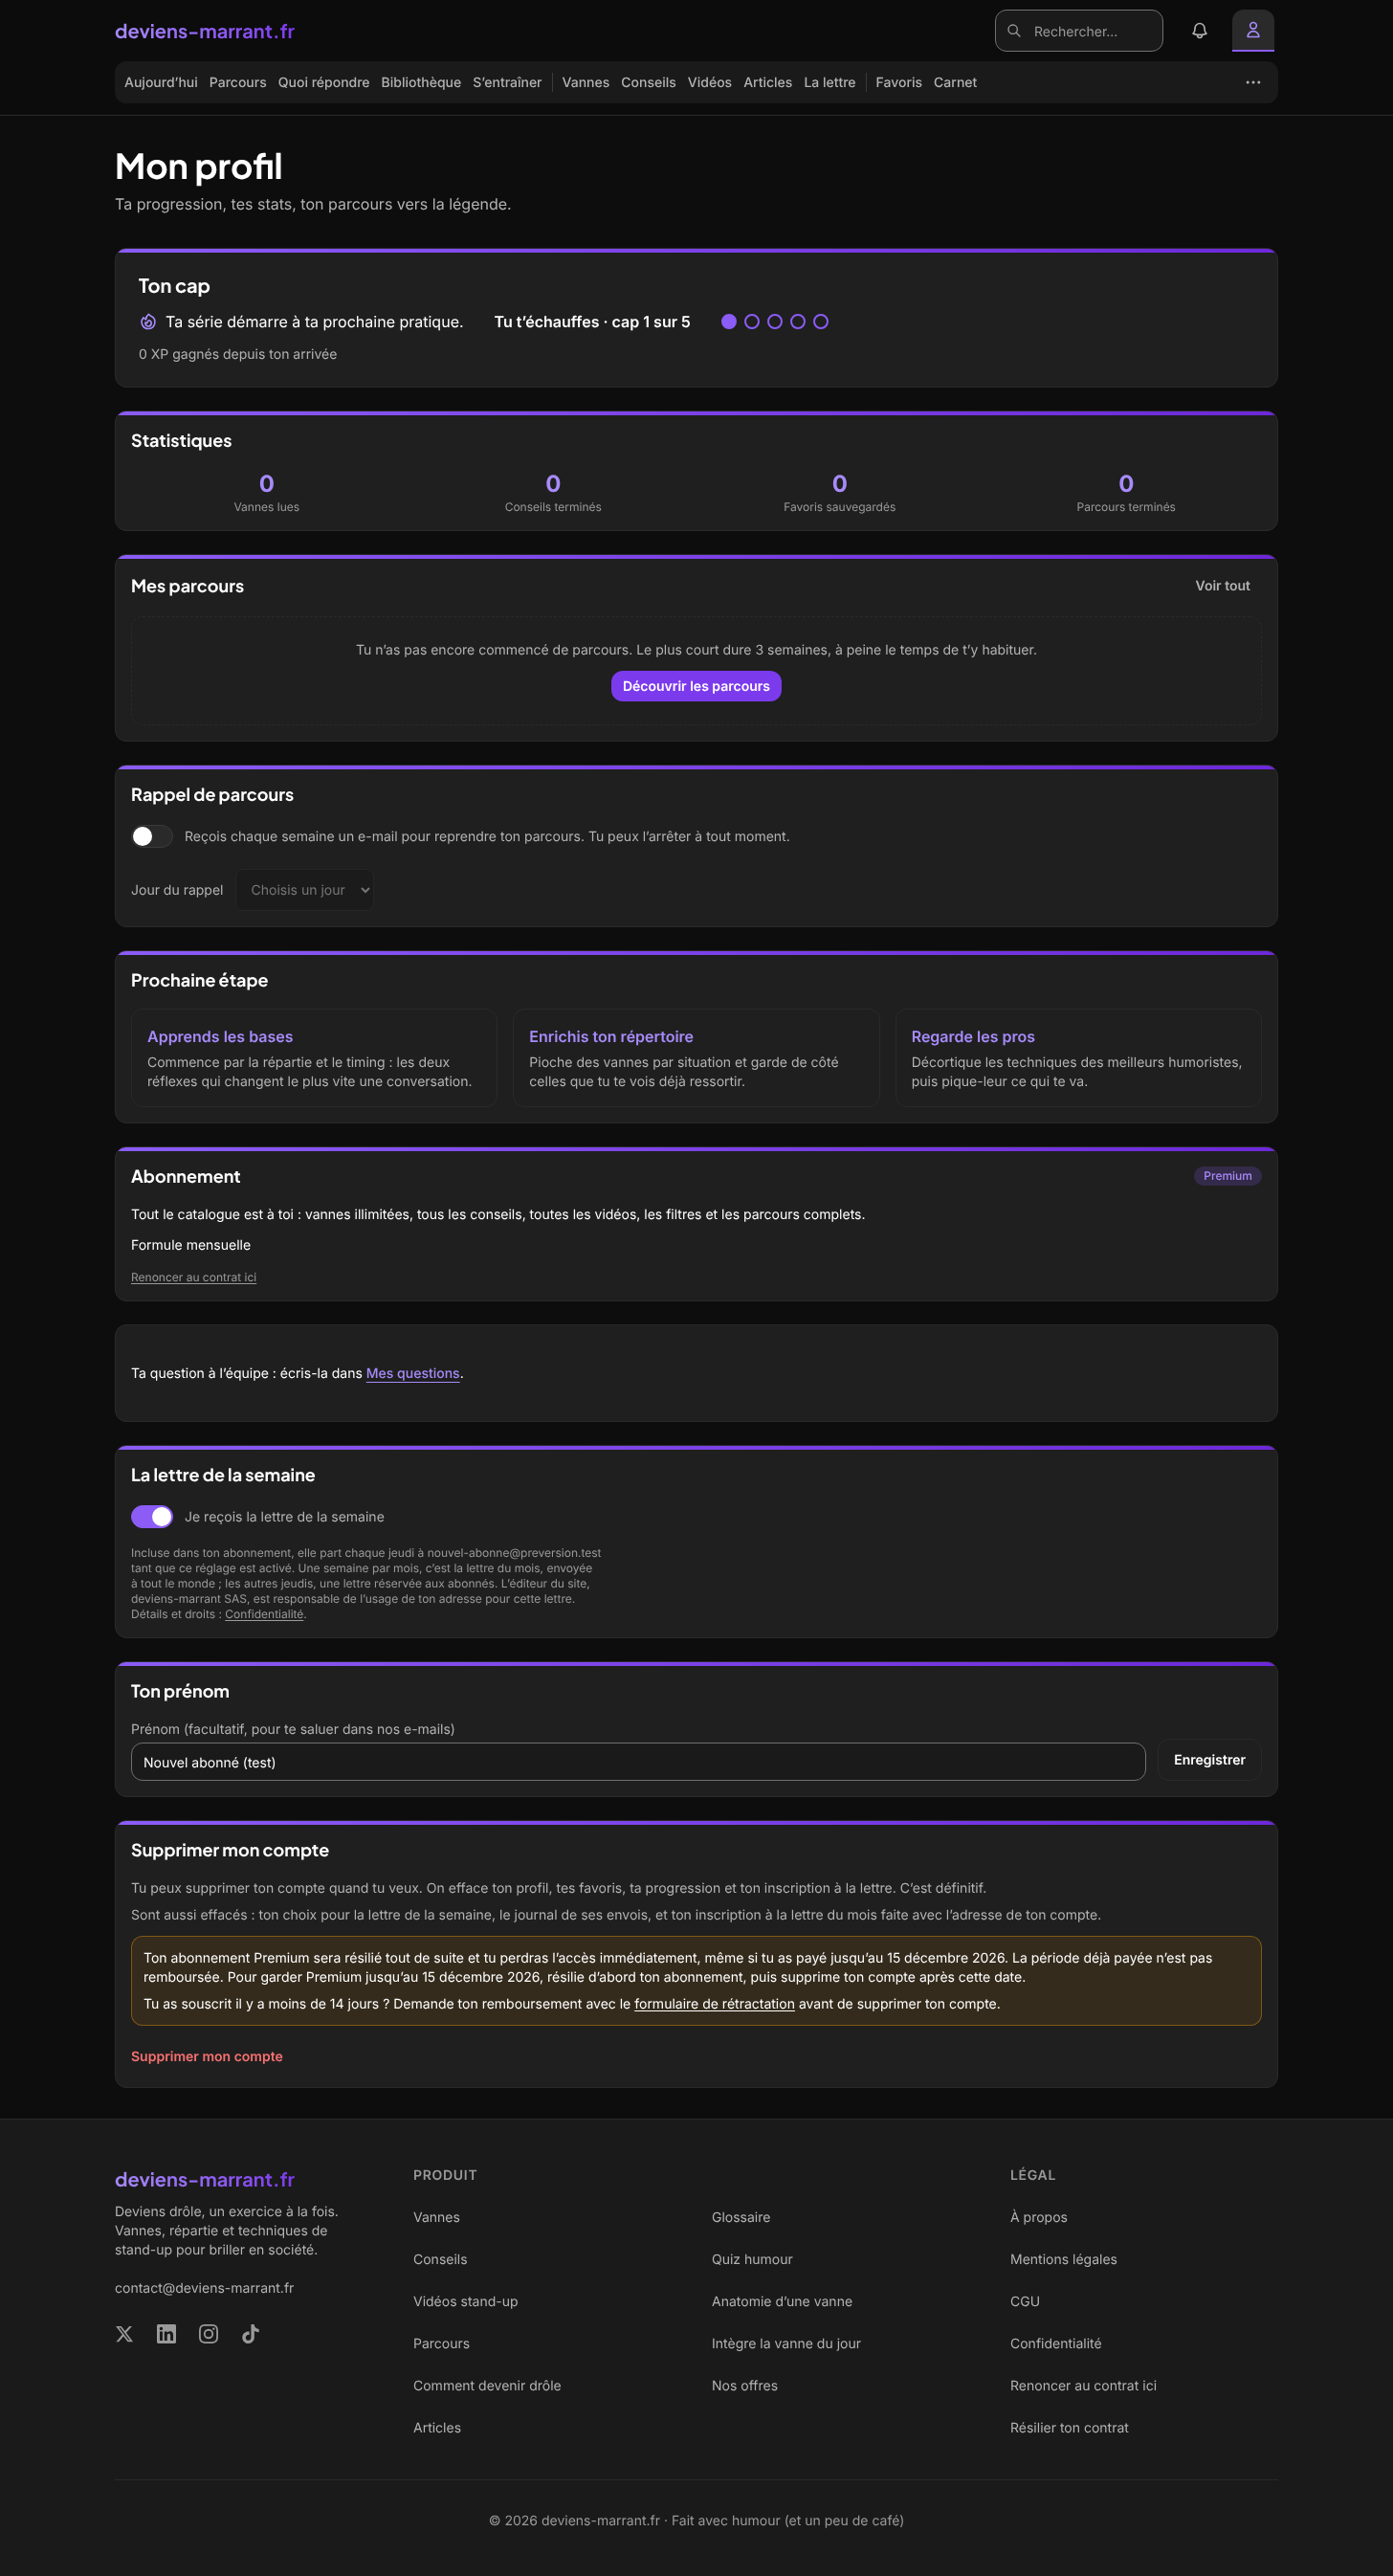 deviens-marrant.fr
Rechercher...
Aujourd’hui Parcours Quoi répondre Bibliothèque S’entraîner Vannes Conseils Vidéos Articles La lettre Favoris Carnet
Mon profil
Ta progression, tes stats, ton parcours vers la légende.
Ton cap
Ta série démarre à ta prochaine pratique. Tu t’échauffes · cap 1 sur 5
0 XP gagnés depuis ton arrivée
Statistiques
0 0 0 0
Vannes lues Conseils terminés Favoris sauvegardés Parcours terminés
Mes parcours Voir tout
Tu n’as pas encore commencé de parcours. Le plus court dure 3 semaines, à peine le temps de t’y habituer.
Découvrir les parcours
Rappel de parcours
Reçois chaque semaine un e-mail pour reprendre ton parcours. Tu peux l’arrêter à tout moment.
Jour du rappel Choisis un jour
Prochaine étape
Apprends les bases
Commence par la répartie et le timing : les deux
réflexes qui changent le plus vite une conversation.
Enrichis ton répertoire
Pioche des vannes par situation et garde de côté
celles que tu te vois déjà ressortir.
Regarde les pros
Décortique les techniques des meilleurs humoristes,
puis pique-leur ce qui te va.
Abonnement Premium
Tout le catalogue est à toi : vannes illimitées, tous les conseils, toutes les vidéos, les filtres et les parcours complets.
Formule mensuelle
Renoncer au contrat ici
Ta question à l’équipe : écris-la dans Mes questions.
La lettre de la semaine
Je reçois la lettre de la semaine
Incluse dans ton abonnement, elle part chaque jeudi à nouvel-abonne@preversion.test
tant que ce réglage est activé. Une semaine par mois, c’est la lettre du mois, envoyée
à tout le monde ; les autres jeudis, une lettre réservée aux abonnés. L’éditeur du site,
deviens-marrant SAS, est responsable de l’usage de ton adresse pour cette lettre.
Détails et droits : Confidentialité.
Ton prénom
Prénom (facultatif, pour te saluer dans nos e-mails)
Nouvel abonné (test) Enregistrer
Supprimer mon compte
Tu peux supprimer ton compte quand tu veux. On efface ton profil, tes favoris, ta progression et ton inscription à la lettre. C’est définitif.
Sont aussi effacés : ton choix pour la lettre de la semaine, le journal de ses envois, et ton inscription à la lettre du mois faite avec l’adresse de ton compte.
Ton abonnement Premium sera résilié tout de suite et tu perdras l’accès immédiatement, même si tu as payé jusqu’au 15 décembre 2026. La période déjà payée n’est pas
remboursée. Pour garder Premium jusqu’au 15 décembre 2026, résilie d’abord ton abonnement, puis supprime ton compte après cette date.
Tu as souscrit il y a moins de 14 jours ? Demande ton remboursement avec le formulaire de rétractation avant de supprimer ton compte.
Supprimer mon compte
deviens-marrant.fr
Deviens drôle, un exercice à la fois.
Vannes, répartie et techniques de
stand-up pour briller en société.
contact@deviens-marrant.fr
PRODUIT
Vannes
Conseils
Vidéos stand-up
Parcours
Comment devenir drôle
Articles
Glossaire
Quiz humour
Anatomie d’une vanne
Intègre la vanne du jour
Nos offres
LÉGAL
À propos
Mentions légales
CGU
Confidentialité
Renoncer au contrat ici
Résilier ton contrat
© 2026 deviens-marrant.fr · Fait avec humour (et un peu de café)